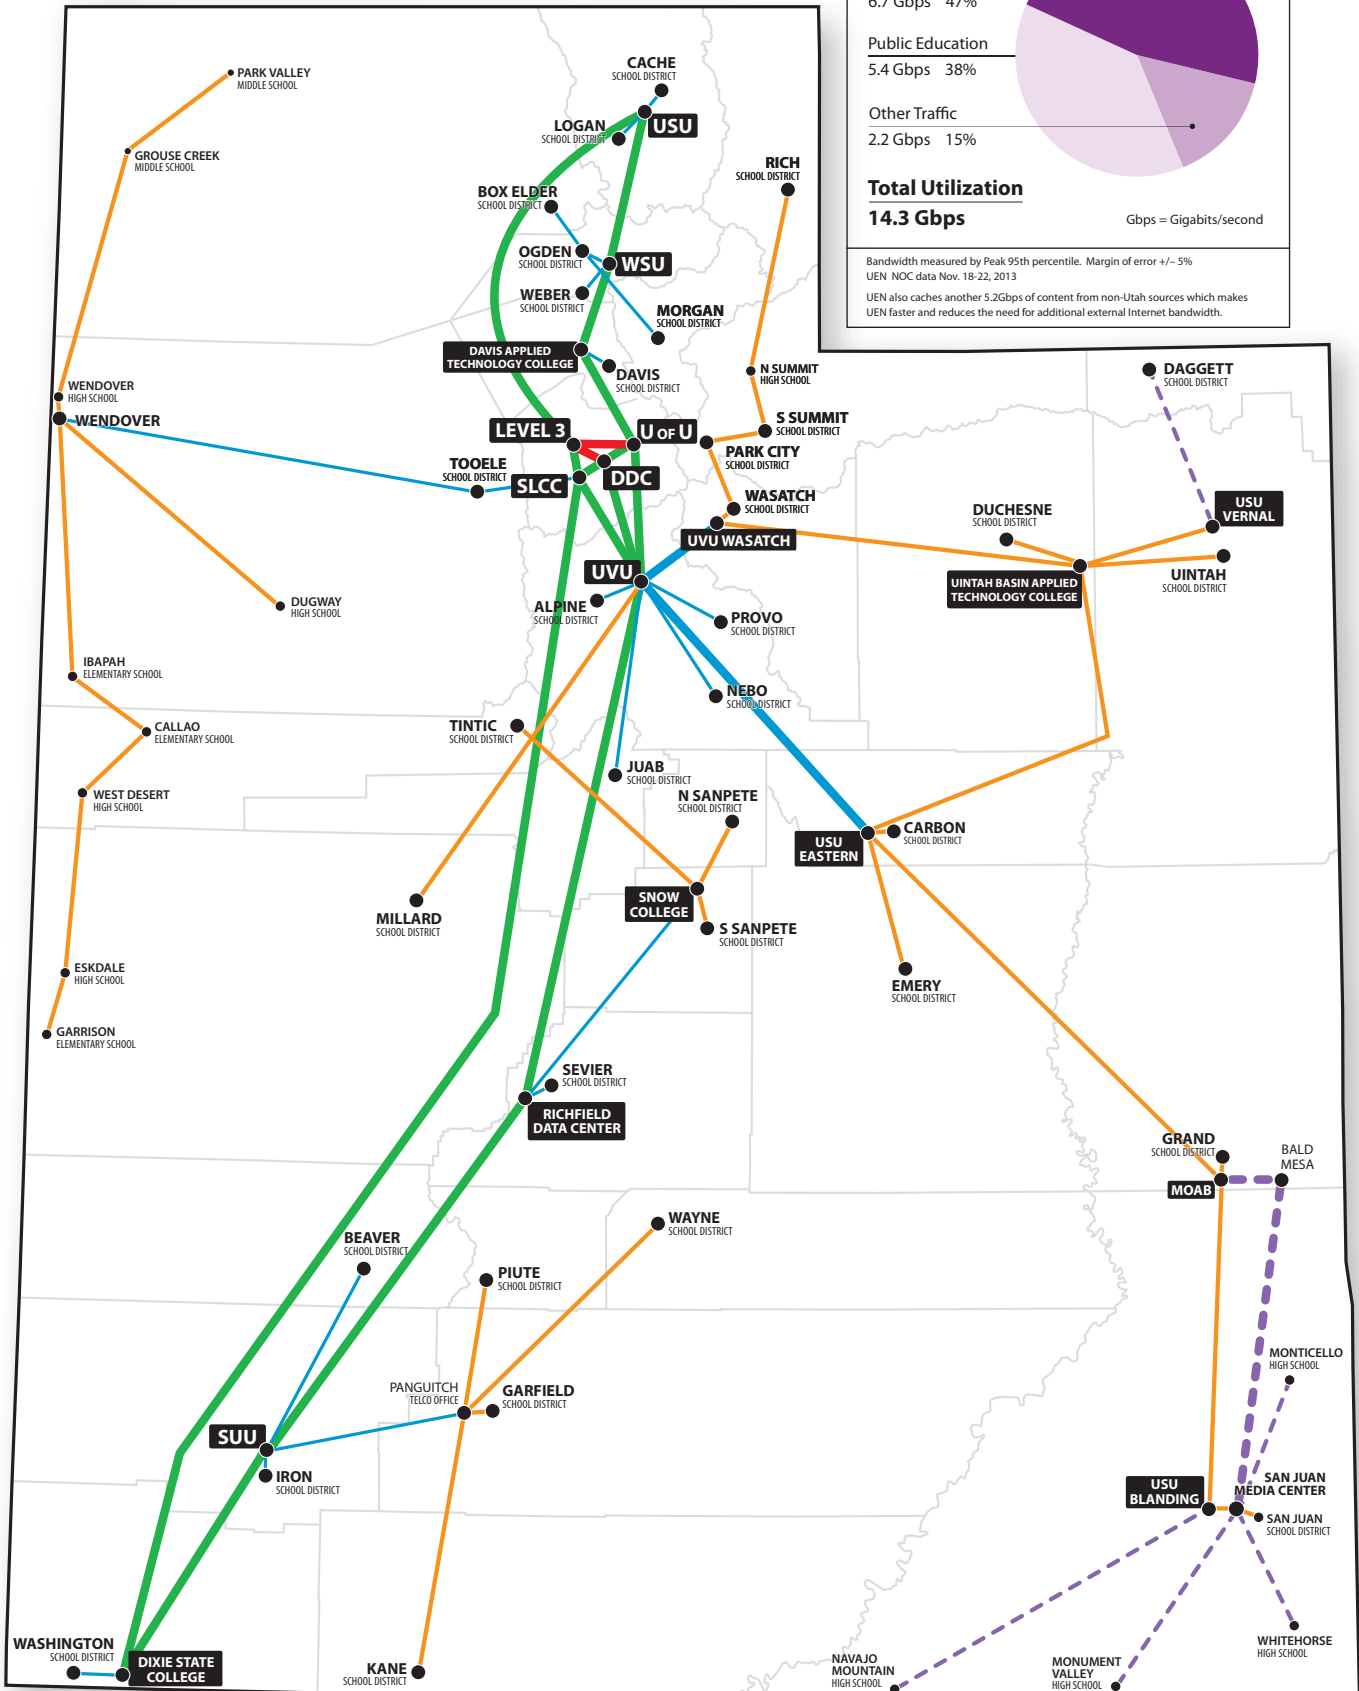 6.7 Gbps 47%
Public Education
5.4 Gbps 38%
Other Traffic
2.2 Gbps 15%
Total Utilization
14.3 Gbps
Gbps = Gigabits/second
Bandwidth measured by Peak 95th percentile. Margin of error +/– 5%
UEN NOC data Nov. 18-22, 2013
UEN also caches another 5.2Gbps of content from non-Utah sources which makes
UEN faster and reduces the need for additional external Internet bandwidth.
PARK VALLEY
MIDDLE SCHOOL
GROUSE CREEK
MIDDLE SCHOOL
CACHE
SCHOOL DISTRICT
USU
LOGAN
SCHOOL DISTRICT
RICH
SCHOOL DISTRICT
BOX ELDER
SCHOOL DISTRICT
OGDEN
SCHOOL DISTRICT
WSU
WEBER
SCHOOL DISTRICT
MORGAN
SCHOOL DISTRICT
DAVIS APPLIED
TECHNOLOGY COLLEGE
DAVIS
SCHOOL DISTRICT
N SUMMIT
HIGH SCHOOL
DAGGETT
SCHOOL DISTRICT
WENDOVER
HIGH SCHOOL
WENDOVER
LEVEL 3
U OF U
S SUMMIT
SCHOOL DISTRICT
PARK CITY
SCHOOL DISTRICT
TOOELE
SCHOOL DISTRICT
SLCC
DDC
WASATCH
SCHOOL DISTRICT
UVU WASATCH
DUCHESNE
SCHOOL DISTRICT
USU
VERNAL
UVU
UINTAH BASIN APPLIED
TECHNOLOGY COLLEGE
UINTAH
SCHOOL DISTRICT
DUGWAY
HIGH SCHOOL
ALPINE
SCHOOL DISTRICT
PROVO
SCHOOL DISTRICT
IBAPAH
ELEMENTARY SCHOOL
NEBO
SCHOOL DISTRICT
CALLAO
ELEMENTARY SCHOOL
TINTIC
SCHOOL DISTRICT
JUAB
SCHOOL DISTRICT
WEST DESERT
HIGH SCHOOL
N SANPETE
SCHOOL DISTRICT
USU
EASTERN
CARBON
SCHOOL DISTRICT
MILLARD
SCHOOL DISTRICT
SNOW
COLLEGE
S SANPETE
SCHOOL DISTRICT
ESKDALE
HIGH SCHOOL
EMERY
SCHOOL DISTRICT
GARRISON
ELEMENTARY SCHOOL
SEVIER
SCHOOL DISTRICT
RICHFIELD
DATA CENTER
GRAND
SCHOOL DISTRICT
BALD
MESA
MOAB
BEAVER
SCHOOL DISTRICT
WAYNE
SCHOOL DISTRICT
PIUTE
SCHOOL DISTRICT
MONTICELLO
HIGH SCHOOL
PANGUITCH
TELCO OFFICE
GARFIELD
SCHOOL DISTRICT
SUU
IRON
SCHOOL DISTRICT
USU
BLANDING
SAN JUAN
MEDIA CENTER
SAN JUAN
SCHOOL DISTRICT
WASHINGTON
SCHOOL DISTRICT
DIXIE STATE
COLLEGE
KANE
SCHOOL DISTRICT
NAVAJO
MOUNTAIN
HIGH SCHOOL
MONUMENT
VALLEY
HIGH SCHOOL
WHITEHORSE
HIGH SCHOOL